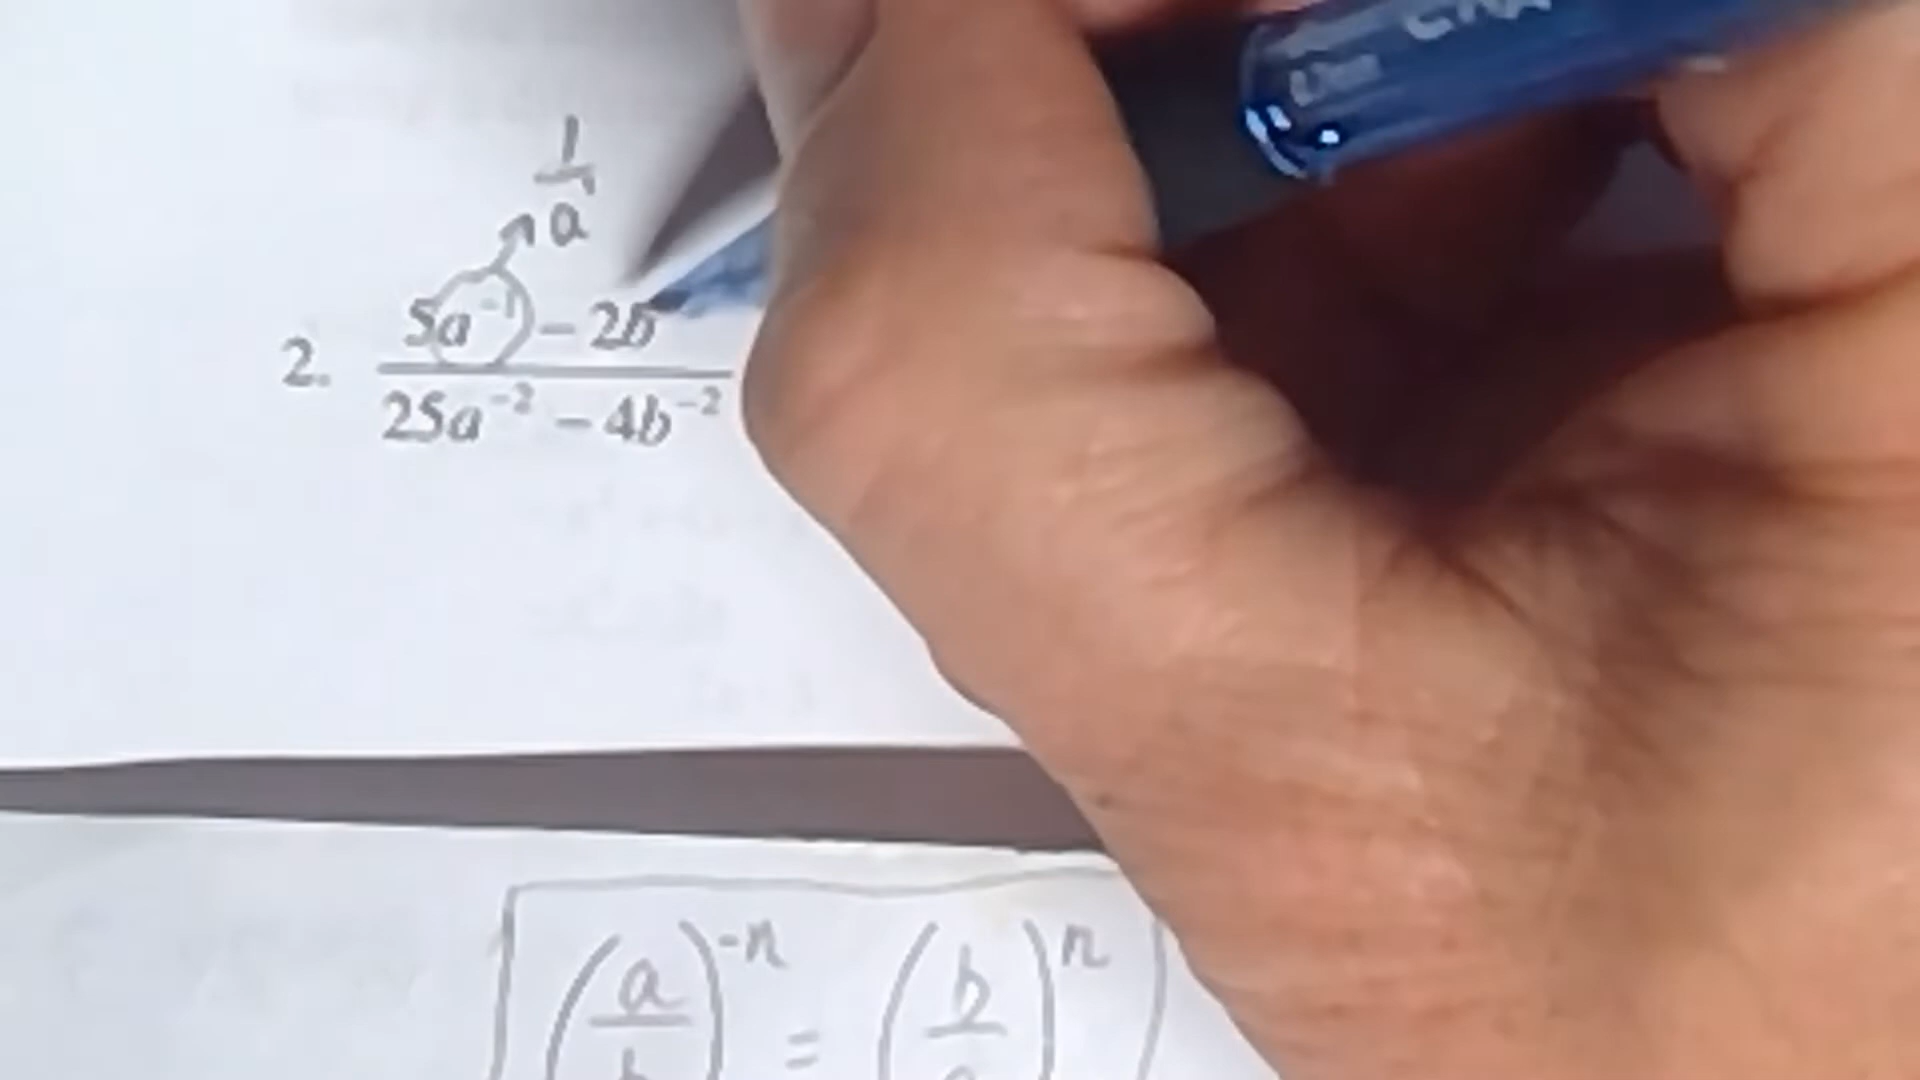 1
a
2. 5a⁻¹ − 2b
25a⁻² − 4b⁻²
(a)⁻ⁿ = (b)ⁿ